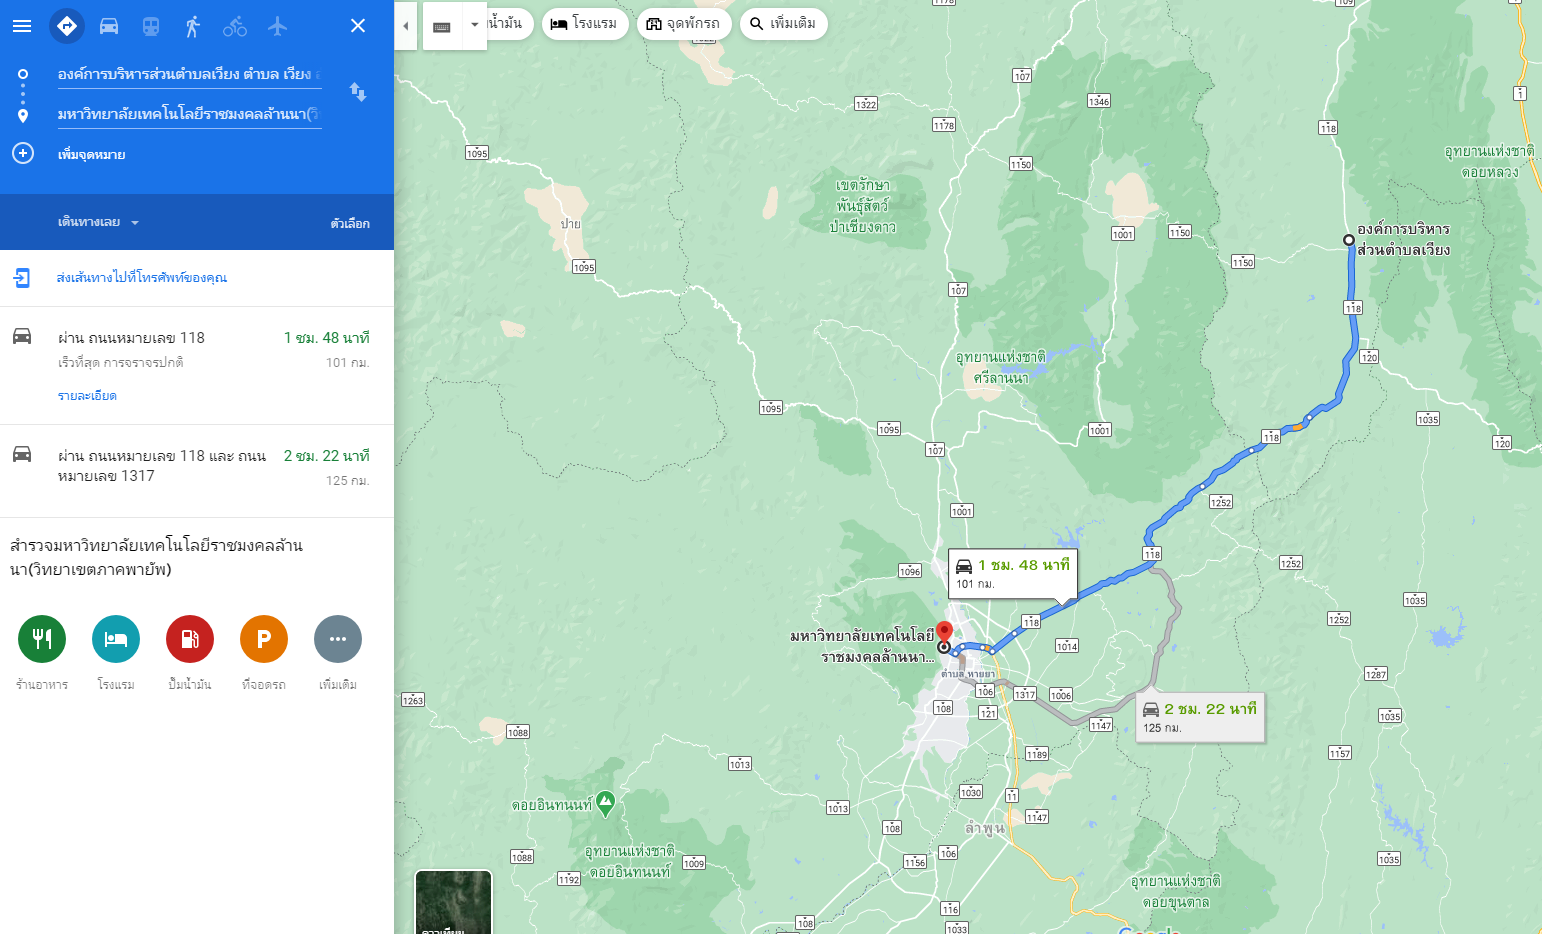 องค์การบริหารส่วนตำบลเวียง ตำบล เวียง
มหาวิทยาลัยเทคโนโลยีราชมงคลล้านนา(วิ
เพิ่มจุดหมาย
เดินทางเลย
ตัวเลือก
ส่งเส้นทางไปที่โทรศัพท์ของคุณ
ผ่าน ถนนหมายเลข 118
1 ชม. 48 นาที
เร็วที่สุด การจราจรปกติ
101 กม.
รายละเอียด
ผ่าน ถนนหมายเลข 118 และ ถนน
หมายเลข 1317
2 ชม. 22 นาที
125 กม.
สำรวจมหาวิทยาลัยเทคโนโลยีราชมงคลล้าน
นา(วิทยาเขตภาคพายัพ)
P
ร้านอาหาร
โรงแรม
ปั๊มน้ำมัน
ที่จอดรถ
เพิ่มเติม
น้ำมัน
โรงแรม
จุดพักรถ
เพิ่มเติม
107
1346
1
1322
1178
118
1095
1150
อุทยานแห่งชาติ
ดอยหลวง
เขตรักษา
พันธุ์สัตว์
ป่าเชียงดาว
ปาย
1001
1150
องค์การบริหาร
ส่วนตำบลเวียง
1095
1150
107
118
อุทยานแห่งชาติ
ศรีลานนา
120
1095
1095
1001
1035
118
120
107
1252
1001
118
1252
1 ชม. 48 นาที
101 กม.
1096
1035
118
1252
มหาวิทยาลัยเทคโนโลยี
ราชมงคลล้านนา...
1014
ตำบล หายยา
1287
106
1317
1006
1263
108
121
2 ชม. 22 นาที
125 กม.
1035
1147
1088
1189
1157
1013
1030
11
ดอยอินทนนท์
1013
1147
108
ลำพูน
106
1088
อุทยานแห่งชาติ
ดอยอินทนนท์
1009
1156
1035
1192
อุทยานแห่งชาติ
ดอยขุนตาล
116
108
1033
ดาวเทียม
Google